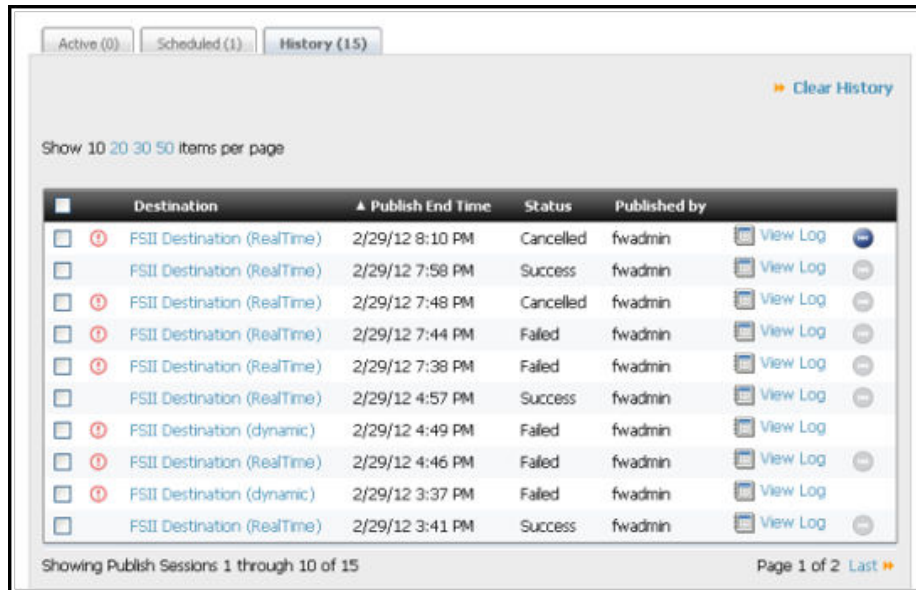 Active (0) Scheduled (1) History (15)
Clear History
Show 10 20 30 50 items per page
Destination Publish End Time Status Published by
FSII Destination (RealTime) 2/29/12 8:10 PM Cancelled fwadmin View Log
FSII Destination (RealTime) 2/29/12 7:58 PM Success fwadmin View Log
FSII Destination (RealTime) 2/29/12 7:48 PM Cancelled fwadmin View Log
FSII Destination (RealTime) 2/29/12 7:44 PM Failed fwadmin View Log
FSII Destination (RealTime) 2/29/12 7:38 PM Failed fwadmin View Log
FSII Destination (RealTime) 2/29/12 4:57 PM Success fwadmin View Log
FSII Destination (dynamic) 2/29/12 4:49 PM Failed fwadmin View Log
FSII Destination (RealTime) 2/29/12 4:46 PM Failed fwadmin View Log
FSII Destination (dynamic) 2/29/12 3:37 PM Failed fwadmin View Log
FSII Destination (RealTime) 2/29/12 3:41 PM Success fwadmin View Log
Showing Publish Sessions 1 through 10 of 15 Page 1 of 2 Last